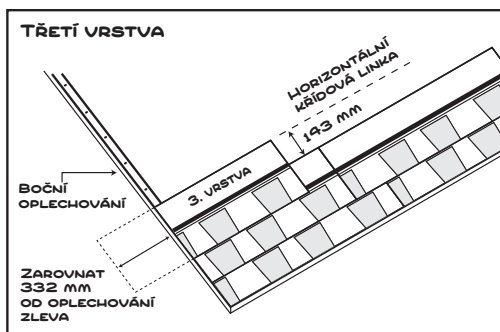 Třetí vrstva
Horizontální
křídová linka
143 mm
3. vrstva
Boční
oplechování
Zarovnat
332 mm
od oplechování
zleva